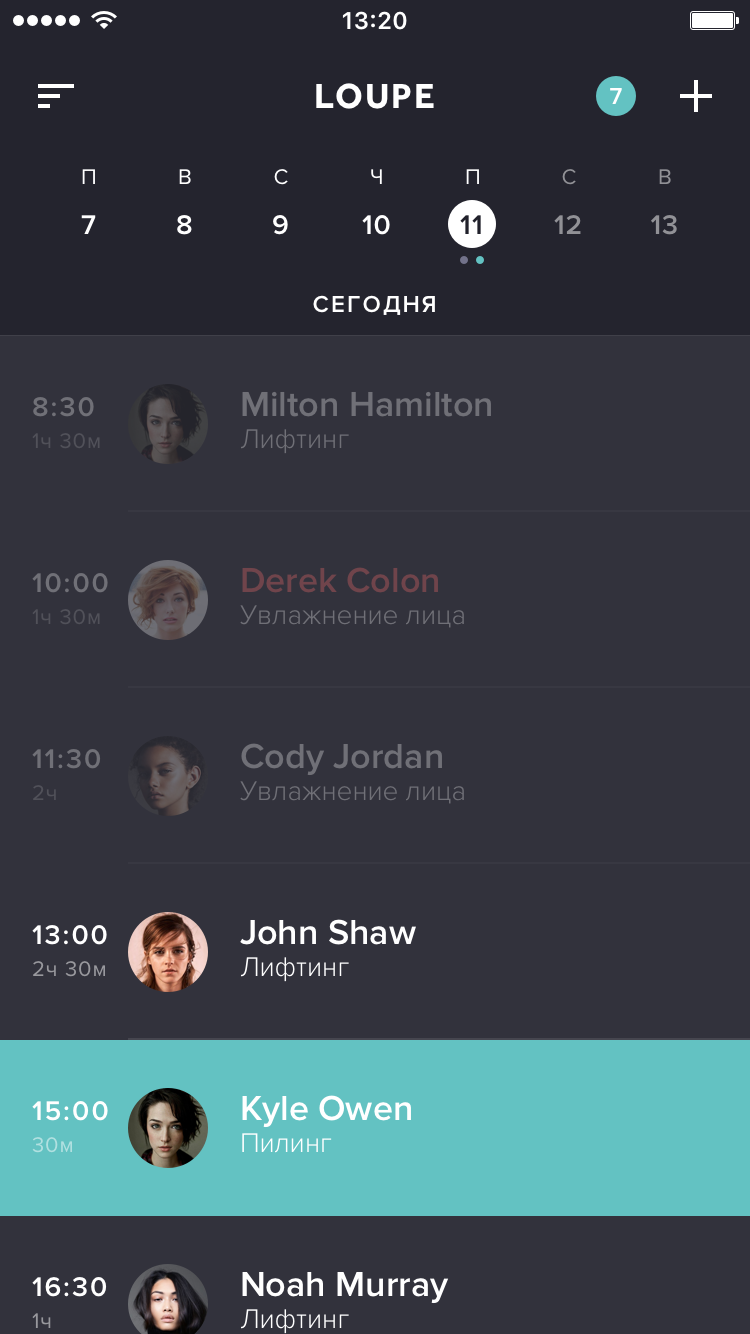 13:20
LOUPE
7
П В С Ч П С В
7 8 9 10 11 12 13
СЕГОДНЯ
8:30 Milton Hamilton
1ч 30м Лифтинг
10:00 Derek Colon
1ч 30м Увлажнение лица
11:30 Cody Jordan
2ч Увлажнение лица
13:00 John Shaw
2ч 30м Лифтинг
15:00 Kyle Owen
30м Пилинг
16:30 Noah Murray
1ч Лифтинг